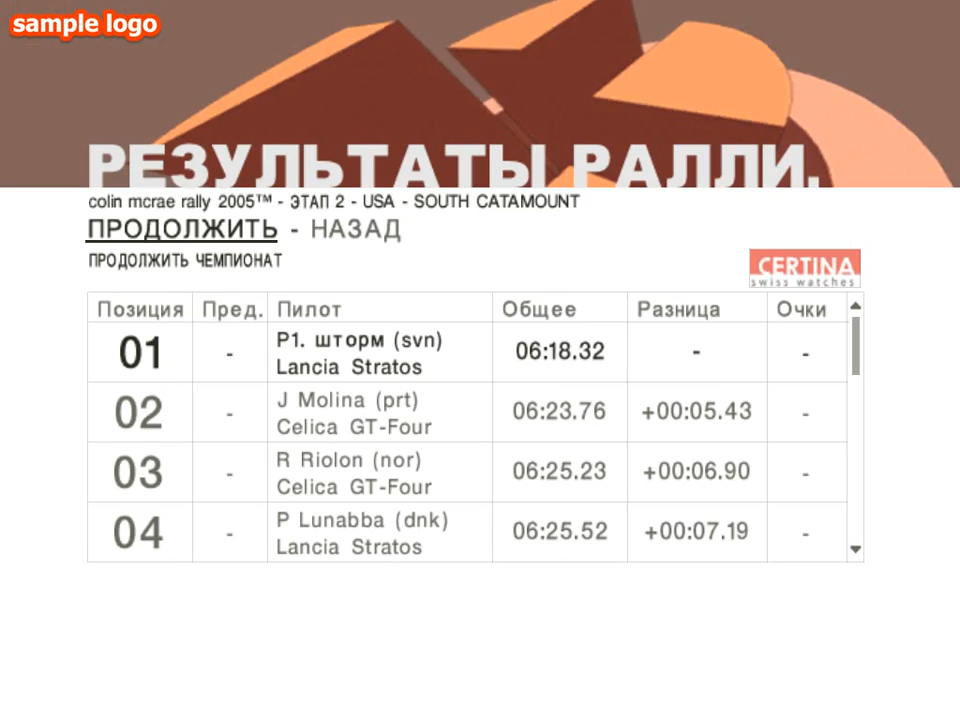 sample logo
РЕЗУЛЬТАТЫ РАЛЛИ.
colin mcrae rally 2005™ - ЭТАП 2 - USA - SOUTH CATAMOUNT
ПРОДОЛЖИТЬ - НАЗАД
ПРОДОЛЖИТЬ ЧЕМПИОНАТ
CERTINA
swiss watches
Позиция Пред. Пилот Общее Разница Очки
01 - P1. шторм (svn) 06:18.32 - -
Lancia Stratos
02 - J Molina (prt) 06:23.76 +00:05.43 -
Celica GT-Four
03 - R Riolon (nor) 06:25.23 +00:06.90 -
Celica GT-Four
04 - P Lunabba (dnk) 06:25.52 +00:07.19 -
Lancia Stratos